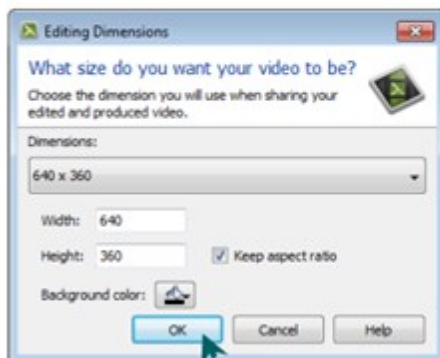 Editing Dimensions
What size do you want your video to be?
Choose the dimension you will use when sharing your
edited and produced video.
Dimensions:
640 x 360
Width: 640
Height: 360 Keep aspect ratio
Background color:
OK Cancel Help